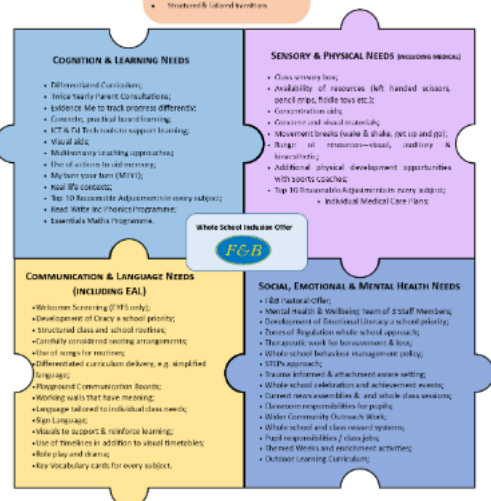 • Structured & Tailored transitions
COGNITION & LEARNING NEEDS
• Differentiated Curriculum;
• Twice Yearly Parent Consultations;
• Evidence Me to track progress differently;
• Concrete, practical based learning;
• ICT & Ed Tech tools to support learning;
• Visual aids;
• Multisensory teaching approaches;
• Use of actions to aid memory;
• My turn your turn (MTYT);
• Real life contexts;
• Top 10 Reasonable Adjustments in every subject;
• Read Write Inc Phonics Programme;
• Essentials Maths Programme.
SENSORY & PHYSICAL NEEDS (INCLUDING MEDICAL)
• Class sensory box;
• Availability of resources (left handed scissors,
pencil grips, fiddle toys etc.);
• Concentration aids;
• Concrete and visual materials;
• Movement breaks (wake & shake, get up and go);
• Range of resources—visual, auditory &
kinaesthetic;
• Additional physical development opportunities
with Sports Coaches;
• Top 10 Reasonable Adjustments in every subject;
• Individual Medical Care Plans;
Whole School Inclusion Offer
F&B
COMMUNICATION & LANGUAGE NEEDS
(INCLUDING EAL)
• Welcomm Screening (EYFS only);
• Development of Oracy a school priority;
• Structured class and school routines;
• Carefully considered seating arrangements;
• Use of songs for routines;
• Differentiated curriculum delivery, e.g. simplified
language;
• Playground Communication Boards;
• Working walls that have meaning;
• Language tailored to individual class needs;
• Sign Language;
• Visuals to support & reinforce learning;
• Use of timelines in addition to visual timetables;
• Role play and drama;
• Key Vocabulary cards for every subject.
SOCIAL, EMOTIONAL & MENTAL HEALTH NEEDS
• F&B Pastoral Offer;
• Mental Health & Wellbeing Team of 5 Staff Members;
• Development of Emotional Literacy a school priority;
• Zones of Regulation whole school approach;
• Therapeutic work for bereavement & loss;
• Whole school behaviour management policy;
• STEPs approach;
• Trauma informed & attachment aware setting;
• Whole school celebration and achievement events;
• Current news assemblies & and whole class sessions;
• Classroom responsibilities for pupils;
• Wider Community Outreach Work;
• Whole school and class reward systems;
• Pupil responsibilities / class jobs;
• Themed Weeks and enrichment activities;
• Outdoor Learning Curriculum;